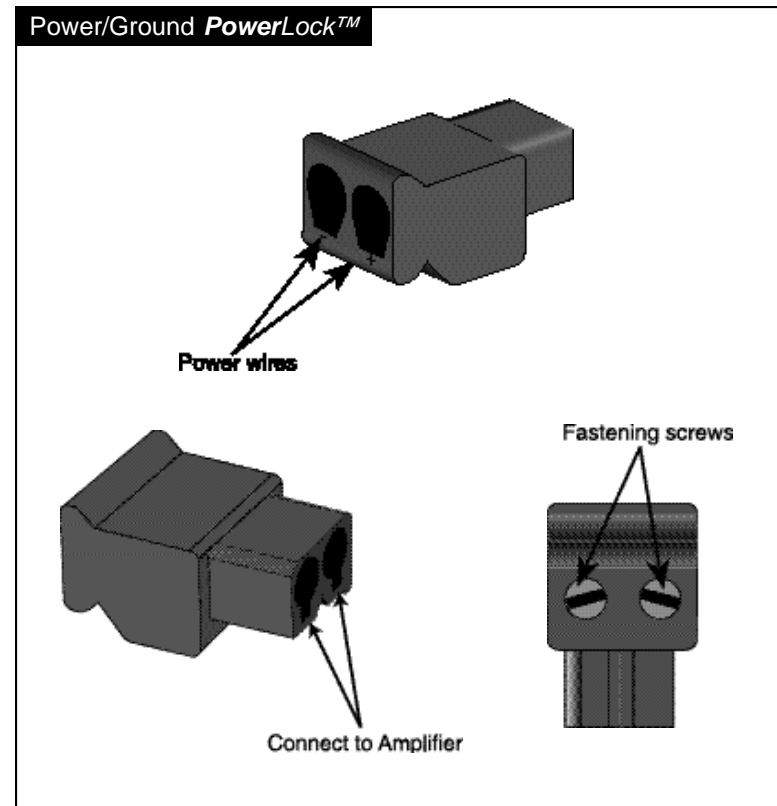 Power/Ground PowerLock™
- +
Power wires
Fastening screws
Connect to Amplifier